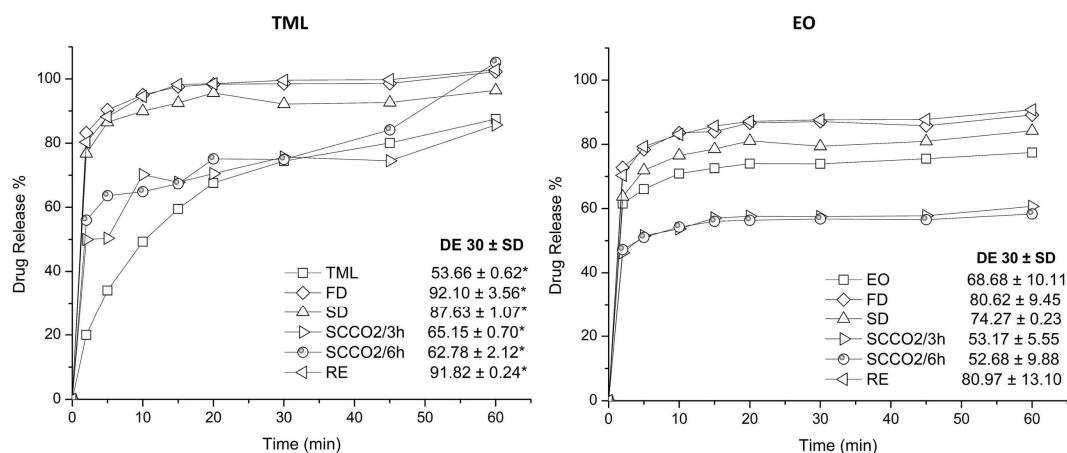 TML
Drug Release %
100
80
60
40
20
0
DE 30 ± SD
TML 53.66 ± 0.62*
FD 92.10 ± 3.56*
SD 87.63 ± 1.07*
SCCO2/3h 65.15 ± 0.70*
SCCO2/6h 62.78 ± 2.12*
RE 91.82 ± 0.24*
0 10 20 30 40 50 60
Time (min)
EO
Drug Release %
100
80
60
40
20
0
DE 30 ± SD
EO 68.68 ± 10.11
FD 80.62 ± 9.45
SD 74.27 ± 0.23
SCCO2/3h 53.17 ± 5.55
SCCO2/6h 52.68 ± 9.88
RE 80.97 ± 13.10
0 10 20 30 40 50 60
Time (min)